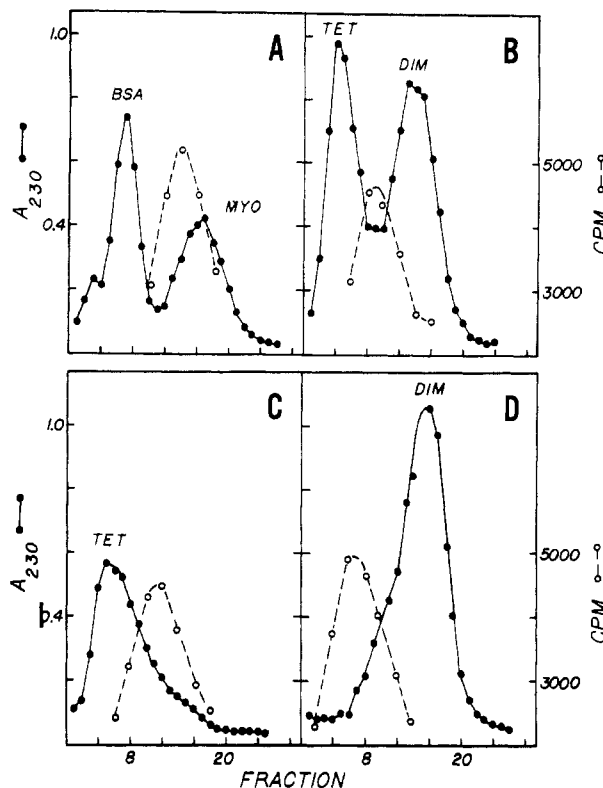 1.0
A
BSA
MYO
A230
0.4
TET
B
DIM
5000
3000
CPM
C
1.0
TET
A230
0.4
8
20
DIM
D
5000
3000
CPM
8
20
FRACTION